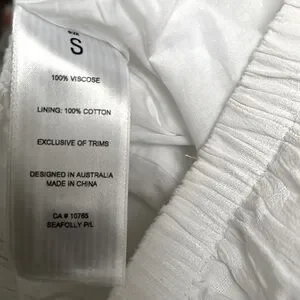 S
100% VISCOSE
LINING: 100% COTTON
EXCLUSIVE OF TRIMS
DESIGNED IN AUSTRALIA
MADE IN CHINA
CA # 10765
SEAFOLLY P/L